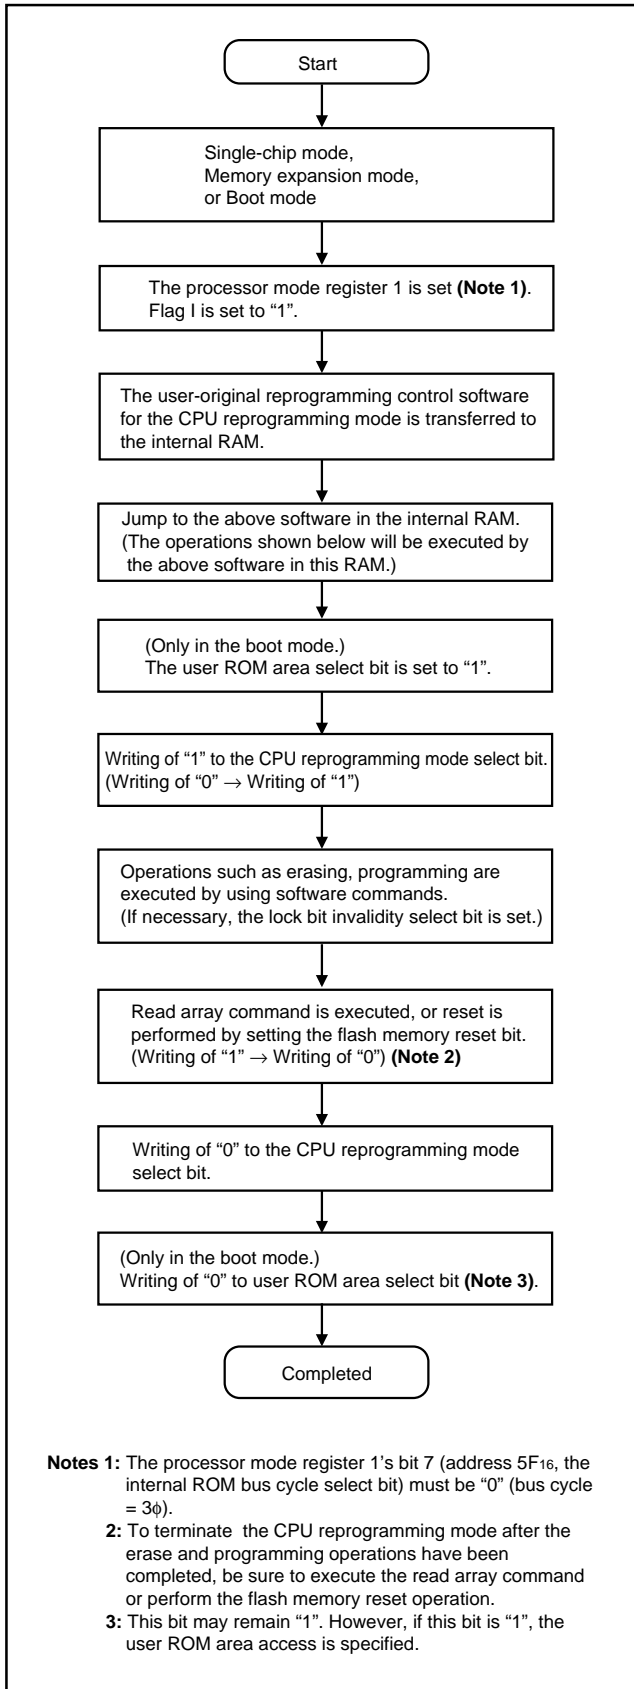 Start
Single-chip mode,
Memory expansion mode,
or Boot mode
The processor mode register 1 is set (Note 1).
Flag I is set to “1”.
The user-original reprogramming control software
for the CPU reprogramming mode is transferred to
the internal RAM.
Jump to the above software in the internal RAM.
(The operations shown below will be executed by
the above software in this RAM.)
(Only in the boot mode.)
The user ROM area select bit is set to “1”.
Writing of “1” to the CPU reprogramming mode select bit.
(Writing of “0” → Writing of “1”)
Operations such as erasing, programming are
executed by using software commands.
(If necessary, the lock bit invalidity select bit is set.)
Read array command is executed, or reset is
performed by setting the flash memory reset bit.
(Writing of “1” → Writing of “0”) (Note 2)
Writing of “0” to the CPU reprogramming mode
select bit.
(Only in the boot mode.)
Writing of “0” to user ROM area select bit (Note 3).
Completed
Notes 1: The processor mode register 1’s bit 7 (address 5F₁₆, the
internal ROM bus cycle select bit) must be “0” (bus cycle
= 3ϕ).
2: To terminate the CPU reprogramming mode after the
erase and programming operations have been
completed, be sure to execute the read array command
or perform the flash memory reset operation.
3: This bit may remain “1”. However, if this bit is “1”, the
user ROM area access is specified.